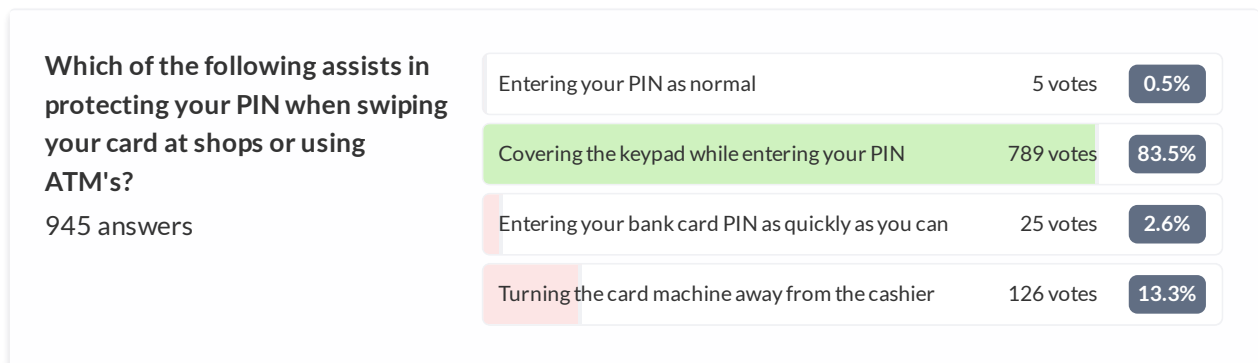 Which of the following assists in
protecting your PIN when swiping
your card at shops or using
ATM's?
945 answers
Entering your PIN as normal 5 votes 0.5%
Covering the keypad while entering your PIN 789 votes 83.5%
Entering your bank card PIN as quickly as you can 25 votes 2.6%
Turning the card machine away from the cashier 126 votes 13.3%